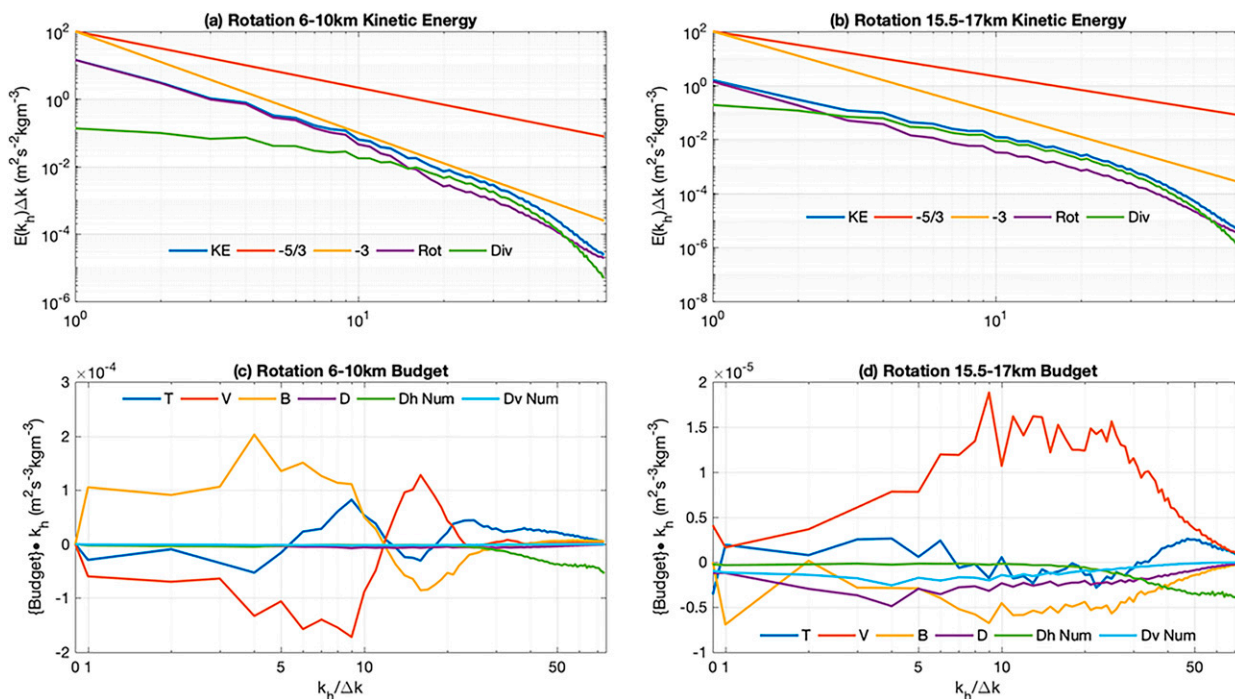 (a) Rotation 6-10km Kinetic Energy
10^2
10^0
10^-2
10^-4
10^-6
E(k_h)Δk (m^2s^-2kgm^-3)
KE -5/3 -3 Rot Div
10^0 10^1
(b) Rotation 15.5-17km Kinetic Energy
10^2
10^0
10^-2
10^-4
10^-6
10^-8
E(k_h)Δk (m^2s^-2kgm^-3)
KE -5/3 -3 Rot Div
10^0 10^1
(c) Rotation 6-10km Budget
×10^-4
3
2
1
0
-1
-2
{Budget}• k_h (m^2s^-3kgm^-3)
T V B D Dh Num Dv Num
0 1 5 10 50
k_h/Δk
(d) Rotation 15.5-17km Budget
×10^-5
2
1.5
1
0.5
0
-0.5
-1
{Budget}• k_h (m^2s^-3kgm^-3)
T V B D Dh Num Dv Num
0 1 5 10 50
k_h/Δk